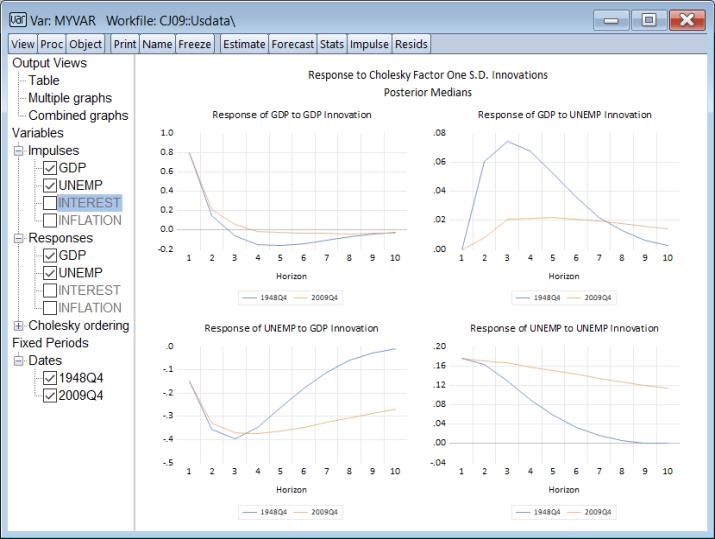 var Var: MYVAR Workfile: CJ09::Usdata\
View Proc Object Print Name Freeze Estimate Forecast Stats Impulse Resids
Output Views
Table
Multiple graphs
Combined graphs
Variables
Impulses
GDP
UNEMP
INTEREST
INFLATION
Responses
GDP
UNEMP
INTEREST
INFLATION
Cholesky ordering
Fixed Periods
Dates
1948Q4
2009Q4
Response to Cholesky Factor One S.D. Innovations
Posterior Medians
Response of GDP to GDP Innovation
1.0
0.8
0.6
0.4
0.2
0.0
-0.2
1 2 3 4 5 6 7 8 9 10
Horizon
1948Q4 2009Q4
Response of GDP to UNEMP Innovation
.08
.06
.04
.02
.00
1 2 3 4 5 6 7 8 9 10
Horizon
1948Q4 2009Q4
Response of UNEMP to GDP Innovation
.0
-.1
-.2
-.3
-.4
-.5
1 2 3 4 5 6 7 8 9 10
Horizon
1948Q4 2009Q4
Response of UNEMP to UNEMP Innovation
.20
.16
.12
.08
.04
.00
-.04
1 2 3 4 5 6 7 8 9 10
Horizon
1948Q4 2009Q4